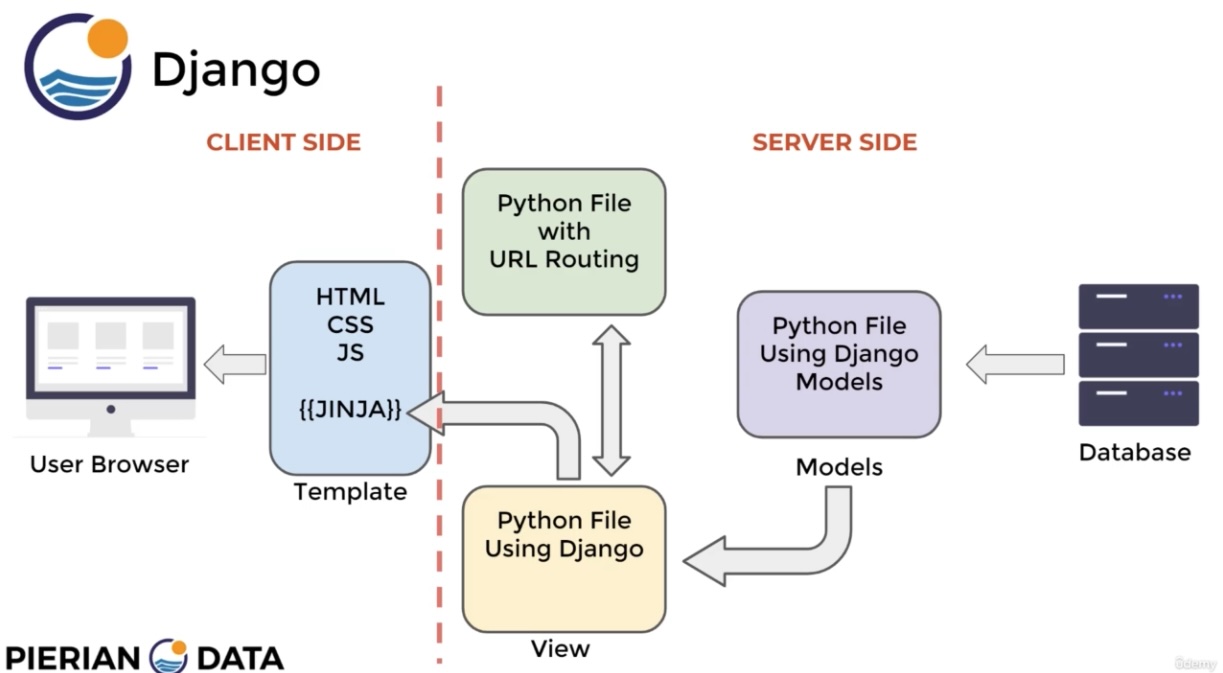 Django
CLIENT SIDE
SERVER SIDE
Python File
with
URL Routing
HTML
CSS
JS
{{JINJA}}
Python File
Using Django
Models
User Browser
Template
Models
Database
Python File
Using Django
View
PIERIAN DATA
ûdemy